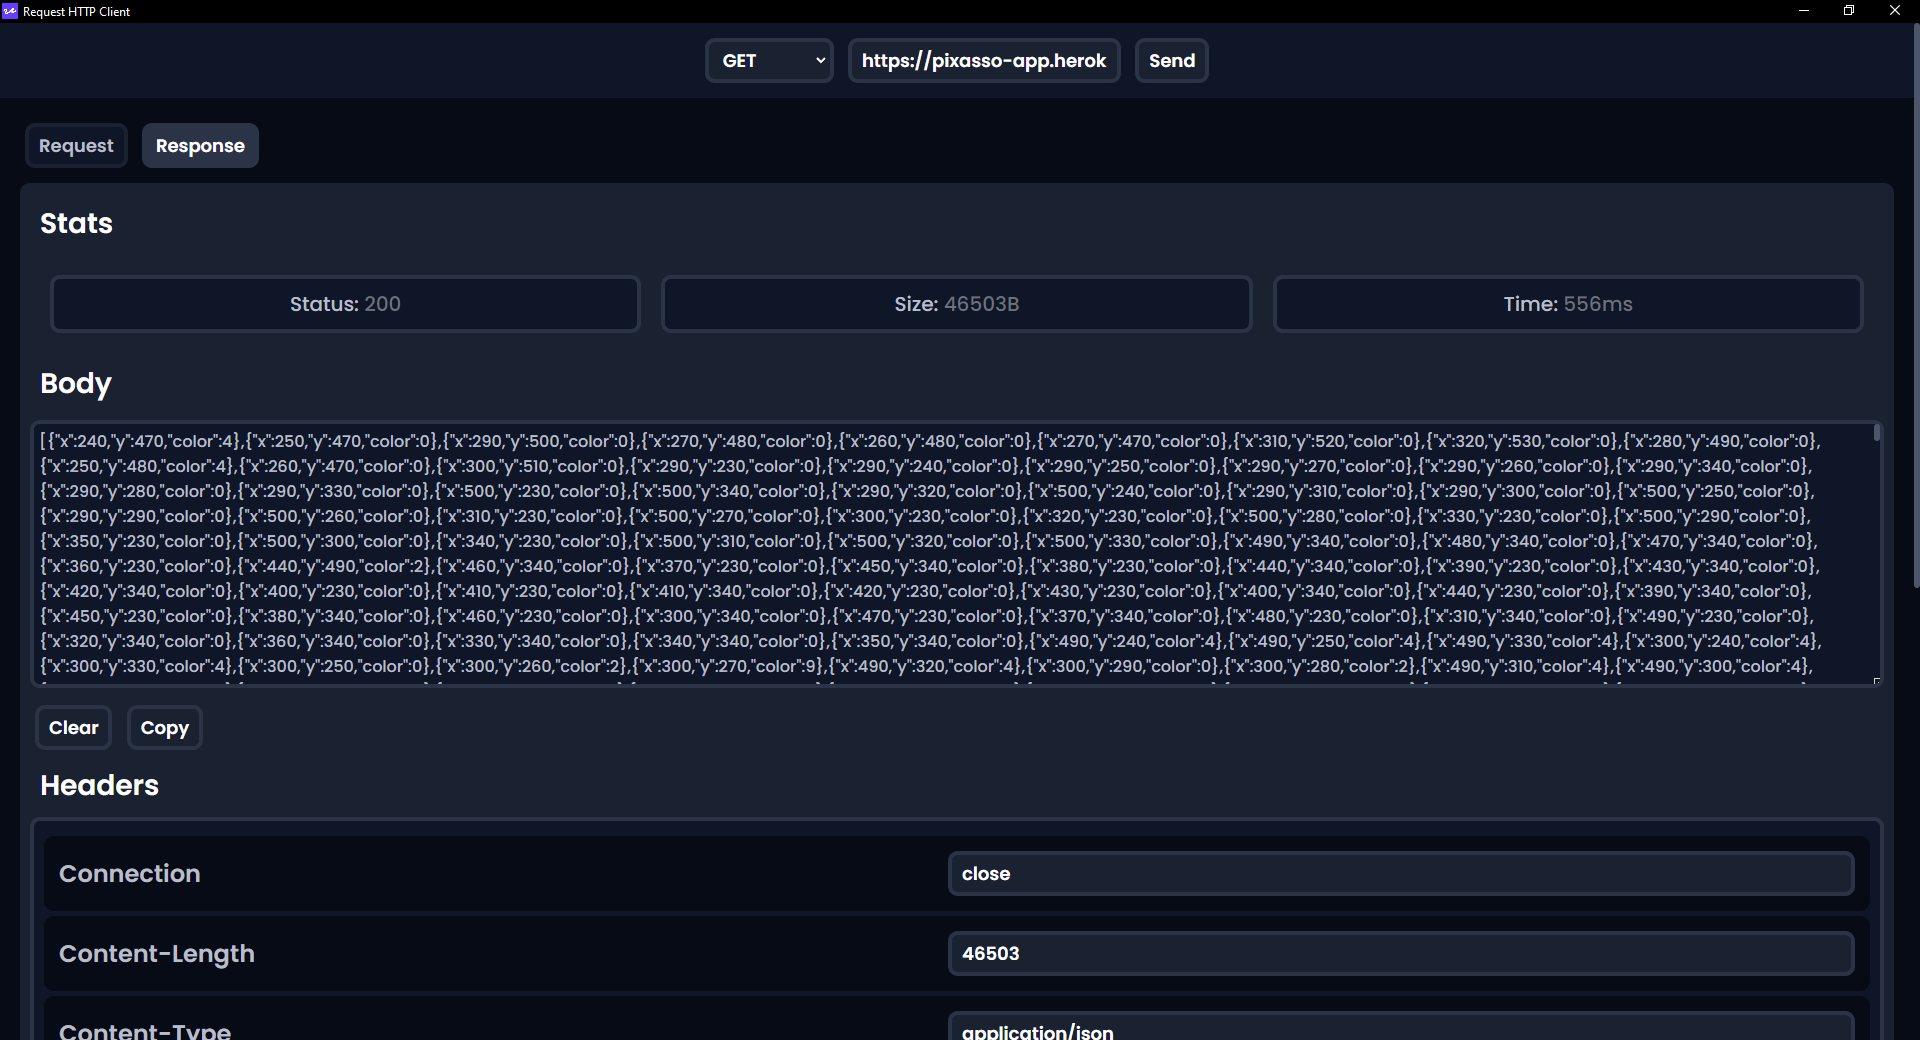 Request HTTP Client
GET
https://pixasso-app.herok
Send
Request
Response
Stats
Status: 200
Size: 46503B
Time: 556ms
Body
[{"x":240,"y":470,"color":4},{"x":250,"y":470,"color":0},{"x":290,"y":500,"color":0},{"x":270,"y":480,"color":0},{"x":260,"y":480,"color":0},{"x":270,"y":470,"color":0},{"x":310,"y":520,"color":0},{"x":320,"y":530,"color":0},{"x":280,"y":490,"color":0},
{"x":250,"y":480,"color":4},{"x":260,"y":470,"color":0},{"x":300,"y":510,"color":0},{"x":290,"y":230,"color":0},{"x":290,"y":240,"color":0},{"x":290,"y":250,"color":0},{"x":290,"y":270,"color":0},{"x":290,"y":260,"color":0},{"x":290,"y":340,"color":0},
{"x":290,"y":280,"color":0},{"x":290,"y":330,"color":0},{"x":500,"y":230,"color":0},{"x":500,"y":340,"color":0},{"x":290,"y":320,"color":0},{"x":500,"y":240,"color":0},{"x":290,"y":310,"color":0},{"x":290,"y":300,"color":0},{"x":500,"y":250,"color":0},
{"x":290,"y":290,"color":0},{"x":500,"y":260,"color":0},{"x":310,"y":230,"color":0},{"x":500,"y":270,"color":0},{"x":300,"y":230,"color":0},{"x":320,"y":230,"color":0},{"x":500,"y":280,"color":0},{"x":330,"y":230,"color":0},{"x":500,"y":290,"color":0},
{"x":350,"y":230,"color":0},{"x":500,"y":300,"color":0},{"x":340,"y":230,"color":0},{"x":500,"y":310,"color":0},{"x":500,"y":320,"color":0},{"x":500,"y":330,"color":0},{"x":490,"y":340,"color":0},{"x":480,"y":340,"color":0},{"x":470,"y":340,"color":0},
{"x":360,"y":230,"color":0},{"x":440,"y":490,"color":2},{"x":460,"y":340,"color":0},{"x":370,"y":230,"color":0},{"x":450,"y":340,"color":0},{"x":380,"y":230,"color":0},{"x":440,"y":340,"color":0},{"x":390,"y":230,"color":0},{"x":430,"y":340,"color":0},
{"x":420,"y":340,"color":0},{"x":400,"y":230,"color":0},{"x":410,"y":230,"color":0},{"x":410,"y":340,"color":0},{"x":420,"y":230,"color":0},{"x":430,"y":230,"color":0},{"x":400,"y":340,"color":0},{"x":440,"y":230,"color":0},{"x":390,"y":340,"color":0},
{"x":450,"y":230,"color":0},{"x":380,"y":340,"color":0},{"x":460,"y":230,"color":0},{"x":300,"y":340,"color":0},{"x":470,"y":230,"color":0},{"x":370,"y":340,"color":0},{"x":480,"y":230,"color":0},{"x":310,"y":340,"color":0},{"x":490,"y":230,"color":0},
{"x":320,"y":340,"color":0},{"x":360,"y":340,"color":0},{"x":330,"y":340,"color":0},{"x":340,"y":340,"color":0},{"x":350,"y":340,"color":0},{"x":490,"y":240,"color":4},{"x":490,"y":250,"color":4},{"x":490,"y":330,"color":4},{"x":300,"y":240,"color":4},
{"x":300,"y":330,"color":4},{"x":300,"y":250,"color":0},{"x":300,"y":260,"color":2},{"x":300,"y":270,"color":9},{"x":490,"y":320,"color":4},{"x":300,"y":290,"color":0},{"x":300,"y":280,"color":2},{"x":490,"y":310,"color":4},{"x":490,"y":300,"color":4},
Clear
Copy
Headers
Connection
close
Content-Length
46503
Content-Type
application/json